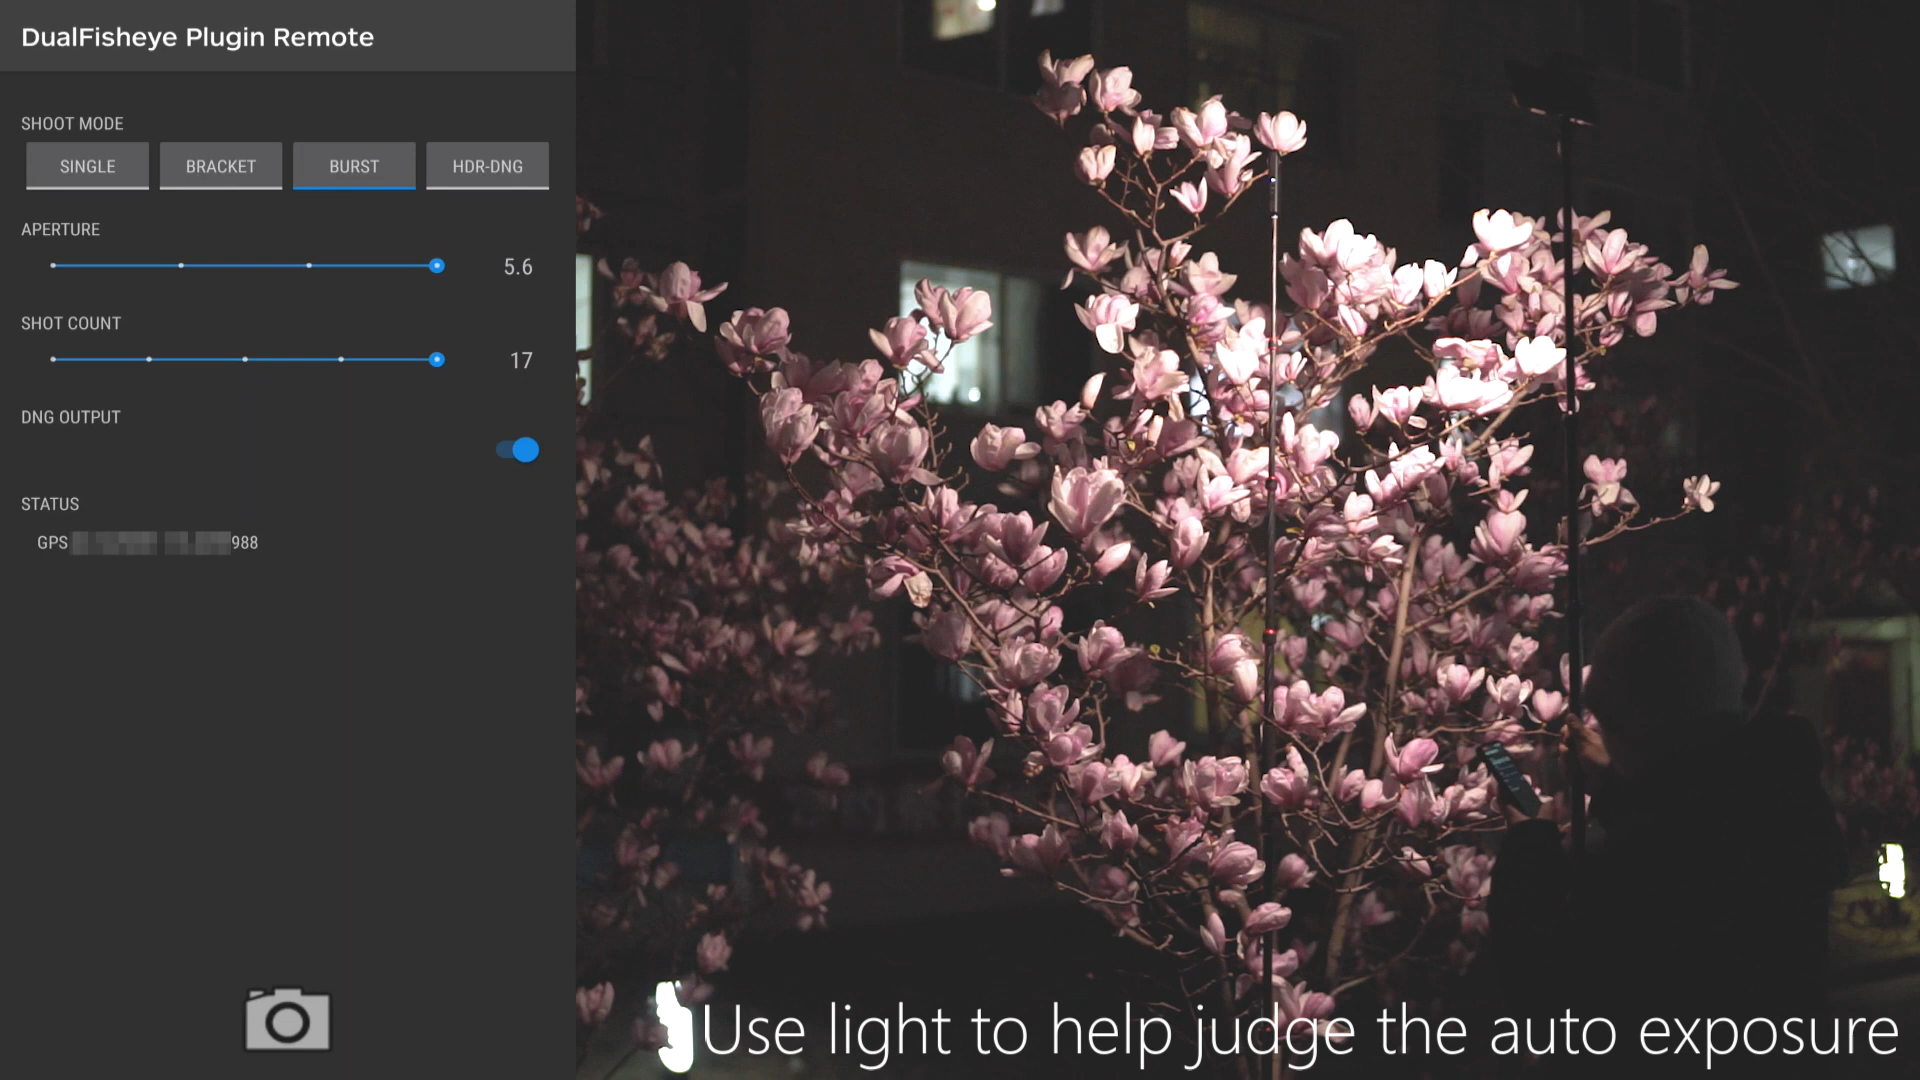 DualFisheye Plugin Remote
SHOOT MODE
SINGLE BRACKET BURST HDR-DNG
APERTURE
5.6
SHOT COUNT
17
DNG OUTPUT
STATUS
GPS 988
Use light to help judge the auto exposure